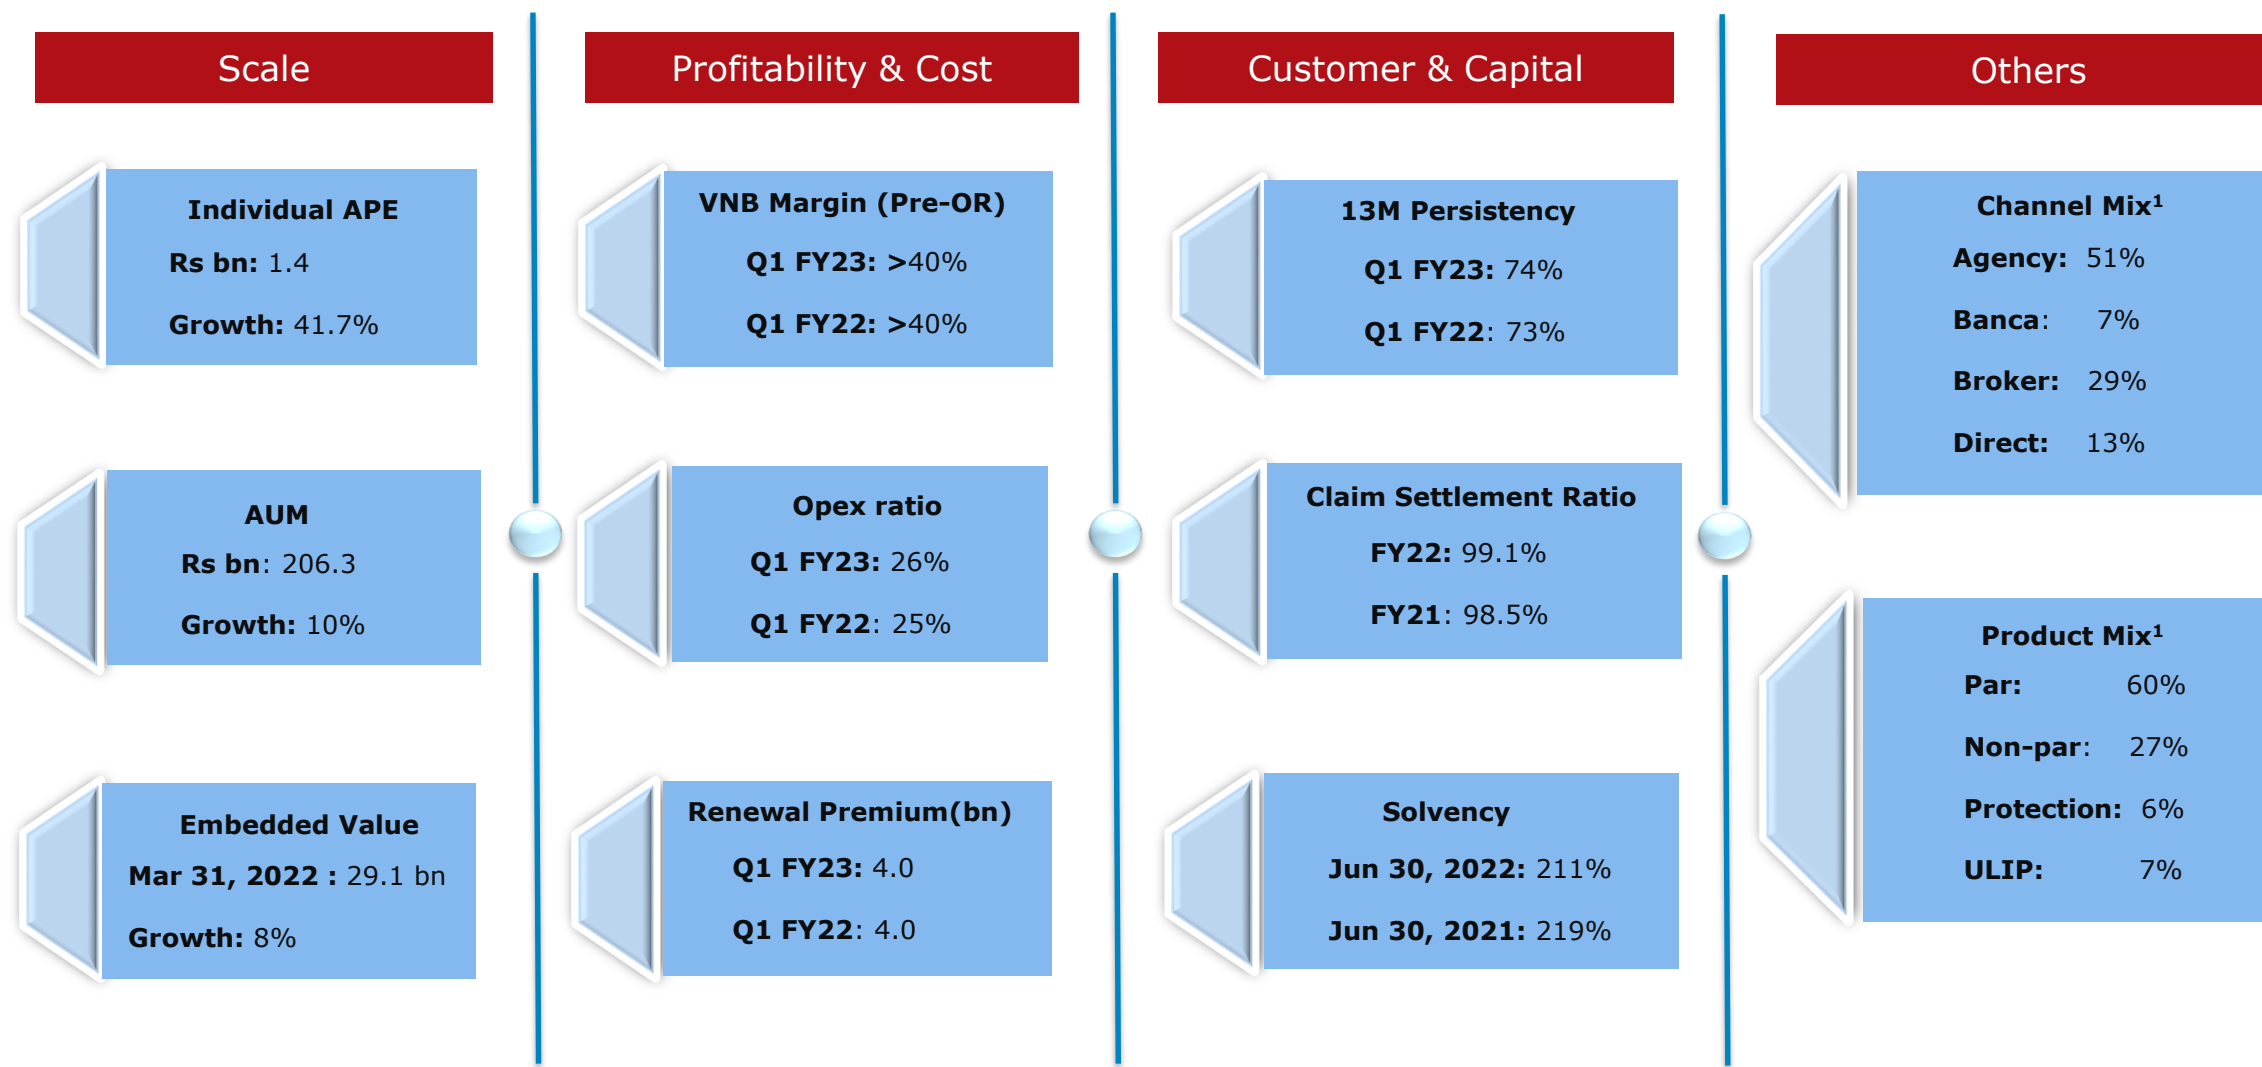 Scale
Individual APE
Rs bn: 1.4
Growth: 41.7%
AUM
Rs bn: 206.3
Growth: 10%
Embedded Value
Mar 31, 2022 : 29.1 bn
Growth: 8%
Profitability & Cost
VNB Margin (Pre-OR)
Q1 FY23: >40%
Q1 FY22: >40%
Opex ratio
Q1 FY23: 26%
Q1 FY22: 25%
Renewal Premium(bn)
Q1 FY23: 4.0
Q1 FY22: 4.0
Customer & Capital
13M Persistency
Q1 FY23: 74%
Q1 FY22: 73%
Claim Settlement Ratio
FY22: 99.1%
FY21: 98.5%
Solvency
Jun 30, 2022: 211%
Jun 30, 2021: 219%
Others
Channel Mix¹
Agency: 51%
Banca: 7%
Broker: 29%
Direct: 13%
Product Mix¹
Par: 60%
Non-par: 27%
Protection: 6%
ULIP: 7%